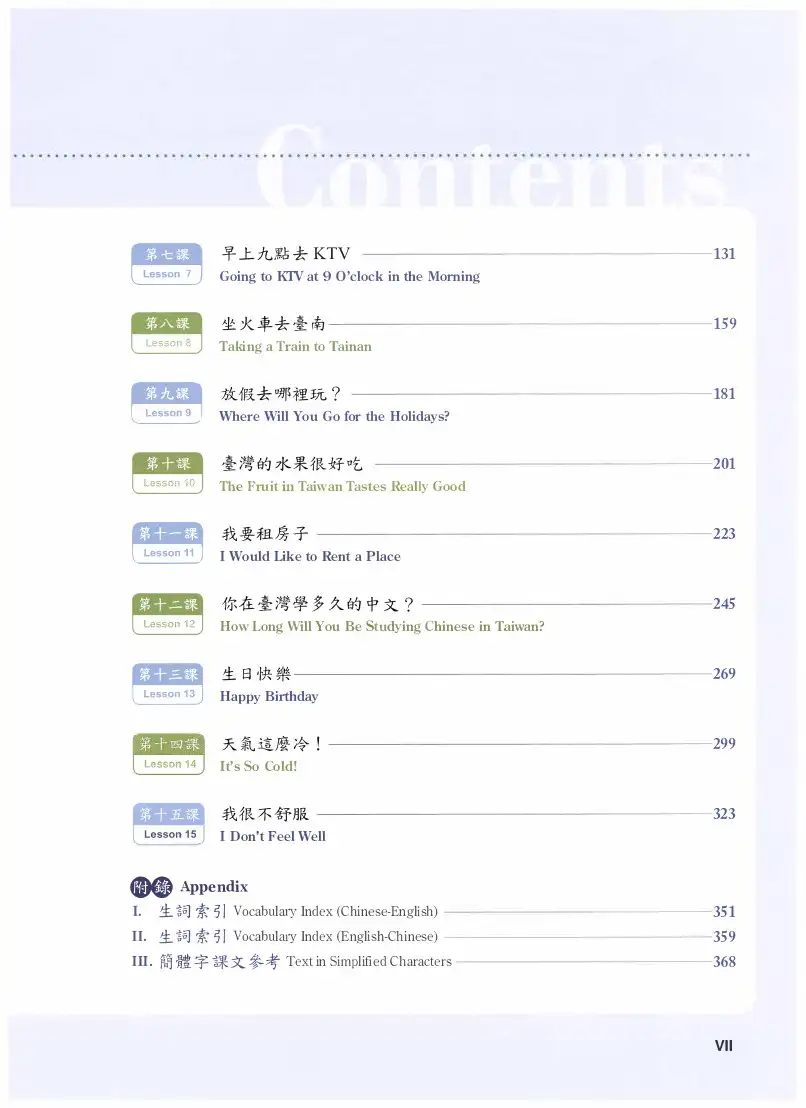 Contents
第七課 早上九點去 KTV 131
Lesson 7 Going to KTV at 9 O’clock in the Morning
第八課 坐火車去臺南 159
Lesson 8 Taking a Train to Tainan
第九課 放假去哪裡玩？ 181
Lesson 9 Where Will You Go for the Holidays?
第十課 臺灣的水果很好吃 201
Lesson 10 The Fruit in Taiwan Tastes Really Good
第十一課 我要租房子 223
Lesson 11 I Would Like to Rent a Place
第十二課 你在臺灣學多久的中文？ 245
Lesson 12 How Long Will You Be Studying Chinese in Taiwan?
第十三課 生日快樂 269
Lesson 13 Happy Birthday
第十四課 天氣這麼冷！ 299
Lesson 14 It’s So Cold!
第十五課 我很不舒服 323
Lesson 15 I Don’t Feel Well
附錄 Appendix
I. 生詞索引 Vocabulary Index (Chinese-English) 351
II. 生詞索引 Vocabulary Index (English-Chinese) 359
III. 簡體字課文參考 Text in Simplified Characters 368
VII